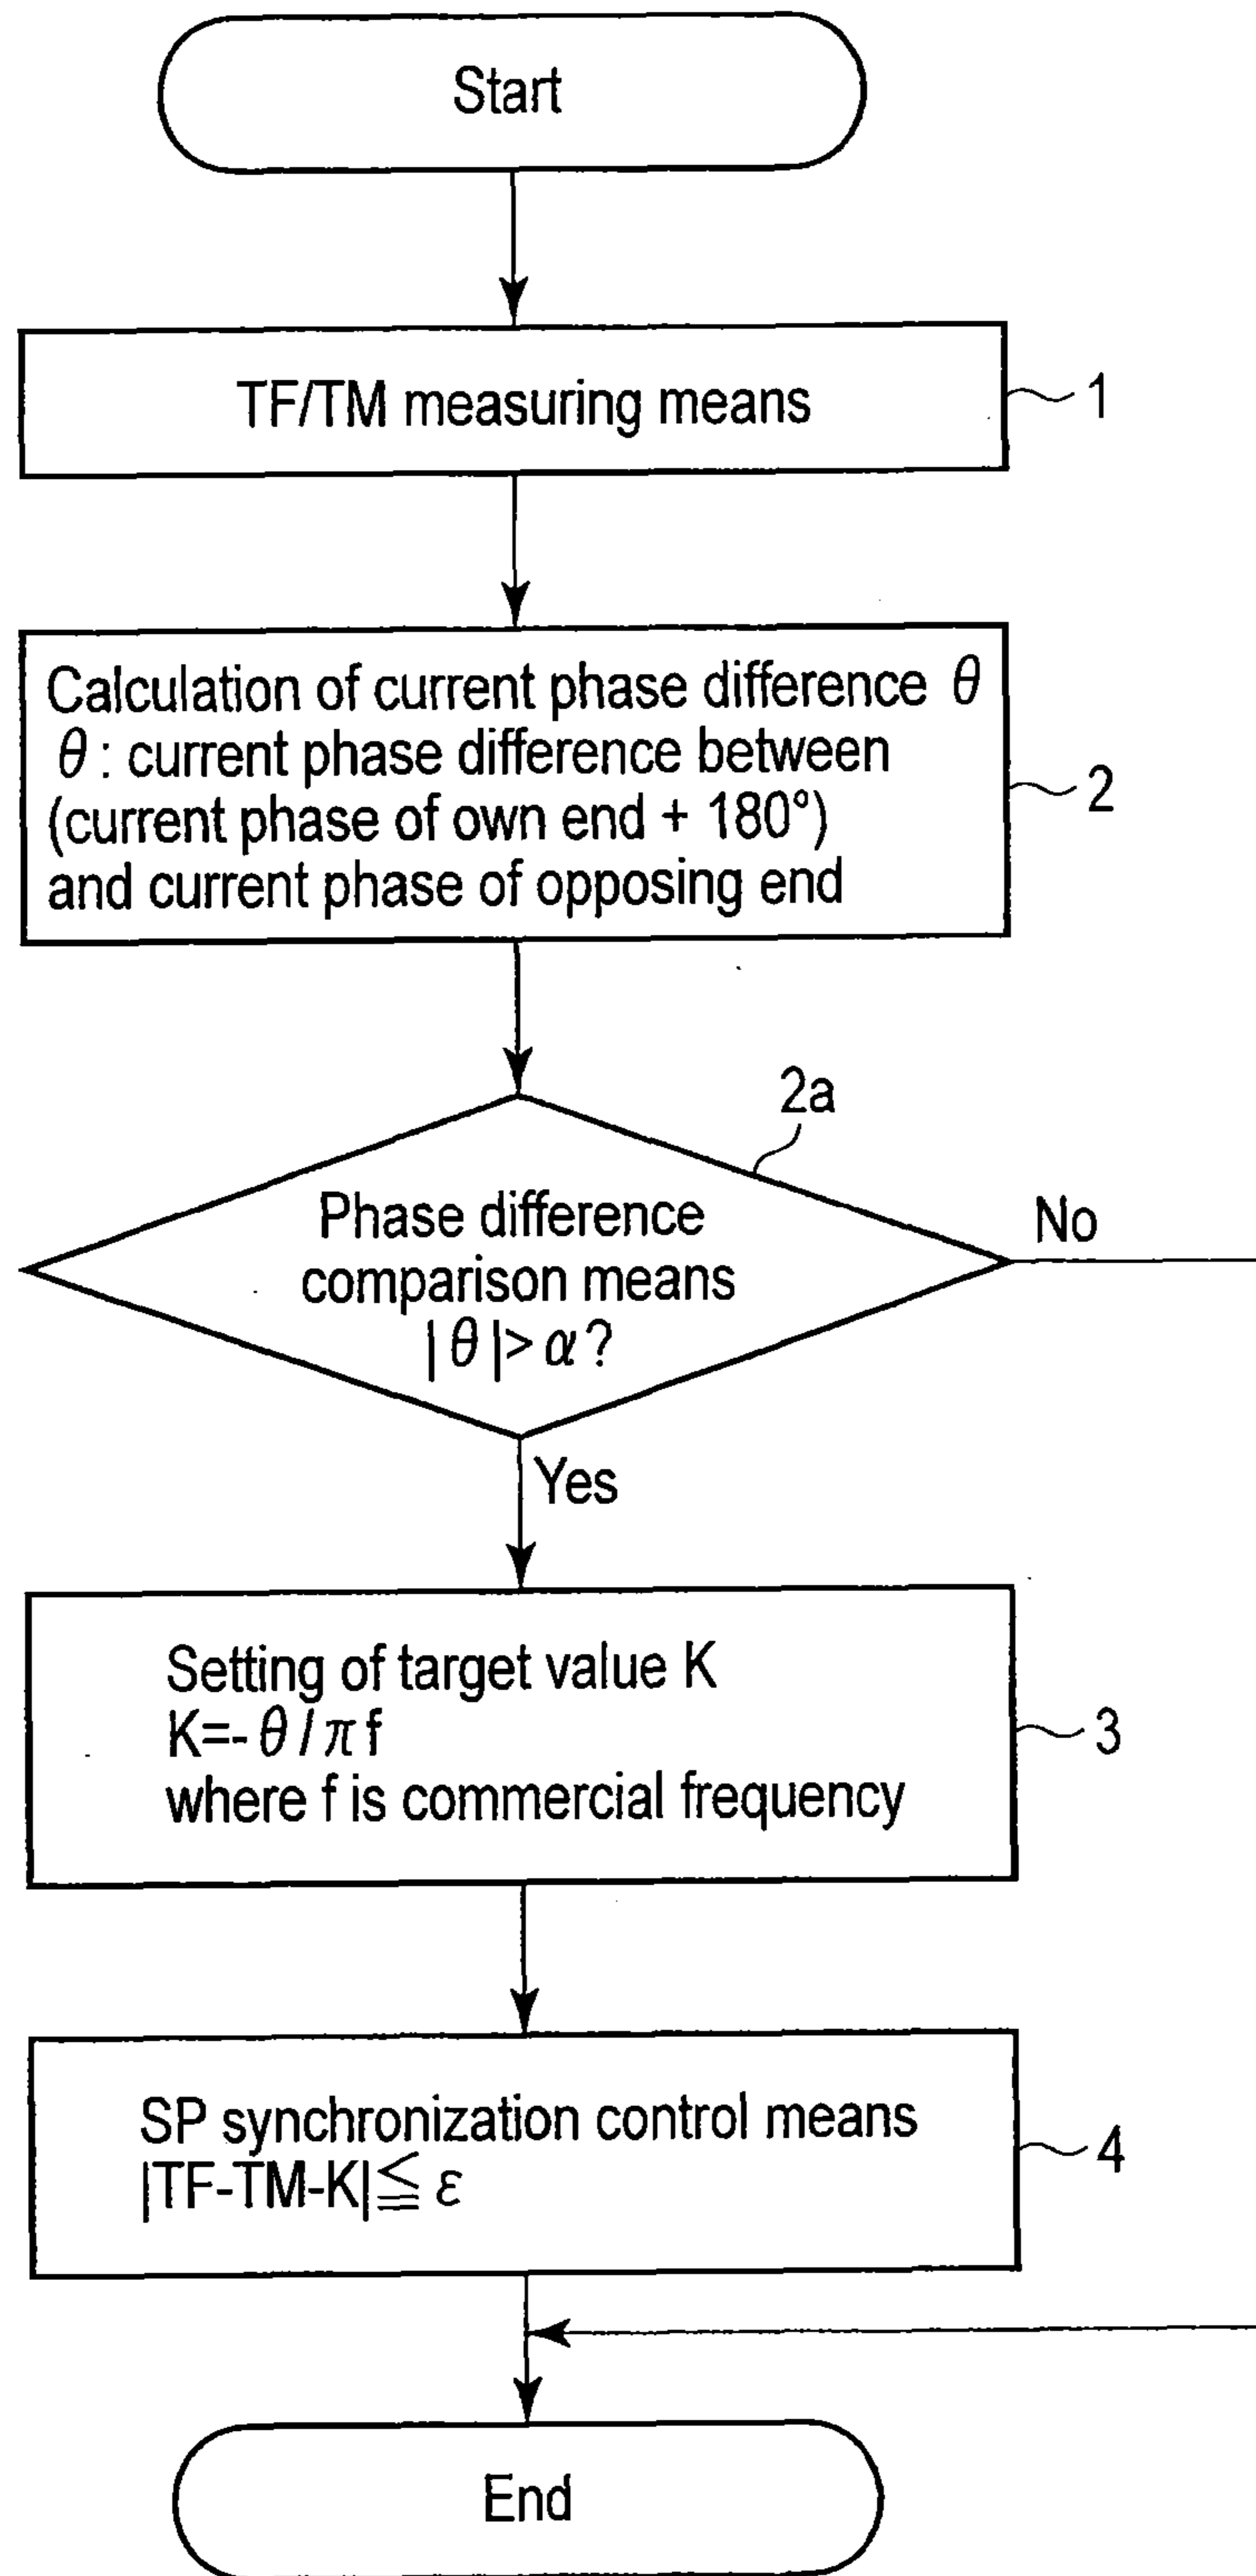 Start
TF/TM measuring means
1
Calculation of current phase difference θ
θ: current phase difference between
(current phase of own end + 180°)
and current phase of opposing end
2
2a
Phase difference
comparison means
|θ|>α?
No
Yes
Setting of target value K
K=-θ/πf
where f is commercial frequency
3
SP synchronization control means
|TF-TM-K|≦ε
4
End